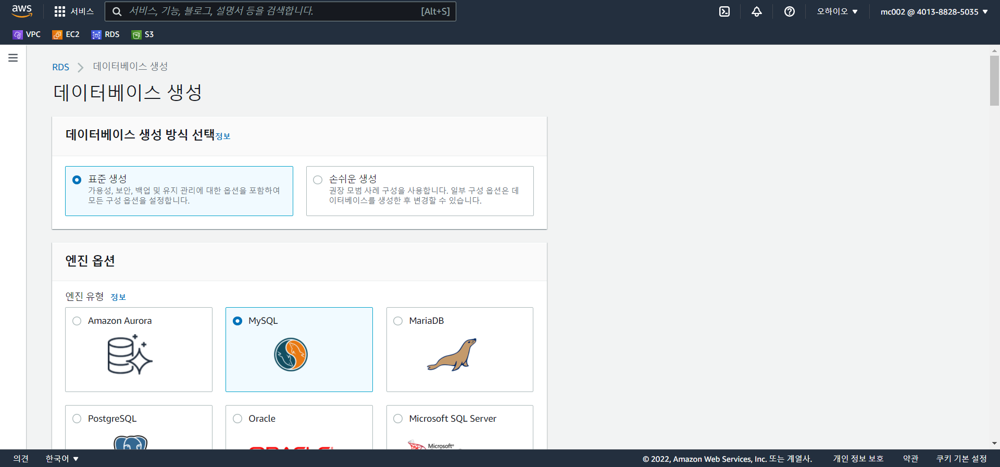 aws
서비스
서비스, 기능, 블로그, 설명서 등을 검색합니다.
[Alt+S]
오하이오 ▼
mc002 @ 4013-8828-5035 ▼
VPC
EC2
RDS
S3
RDS
데이터베이스 생성
데이터베이스 생성
데이터베이스 생성 방식 선택정보
표준 생성
가용성, 보안, 백업 및 유지 관리에 대한 옵션을 포함하여
모든 구성 옵션을 설정합니다.
손쉬운 생성
권장 모범 사례 구성을 사용합니다. 일부 구성 옵션은 데
이터베이스를 생성한 후 변경할 수 있습니다.
엔진 옵션
엔진 유형 정보
Amazon Aurora
MySQL
MariaDB
PostgreSQL
Oracle
Microsoft SQL Server
ORACLE
Microsoft
의견
한국어 ▼
© 2022, Amazon Web Services, Inc. 또는 계열사.
개인 정보 보호
약관
쿠키 기본 설정